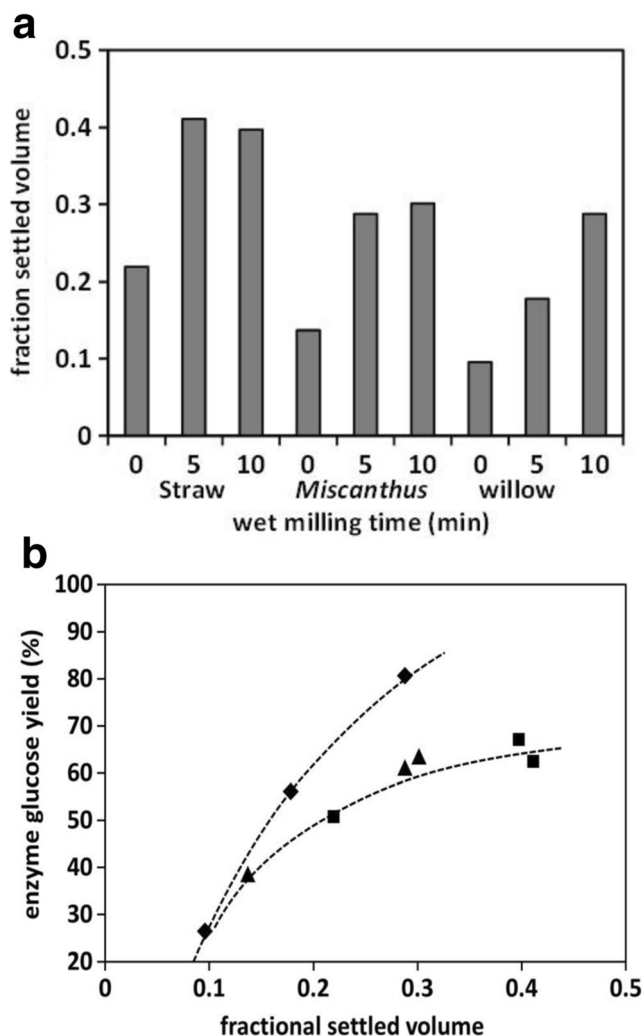 a
0.5
0.4
0.3
0.2
0.1
0
fraction settled volume
0 5 10 0 5 10 0 5 10
Straw Miscanthus willow
wet milling time (min)
b
100
90
80
70
60
50
40
30
20
enzyme glucose yield (%)
0 0.1 0.2 0.3 0.4 0.5
fractional settled volume